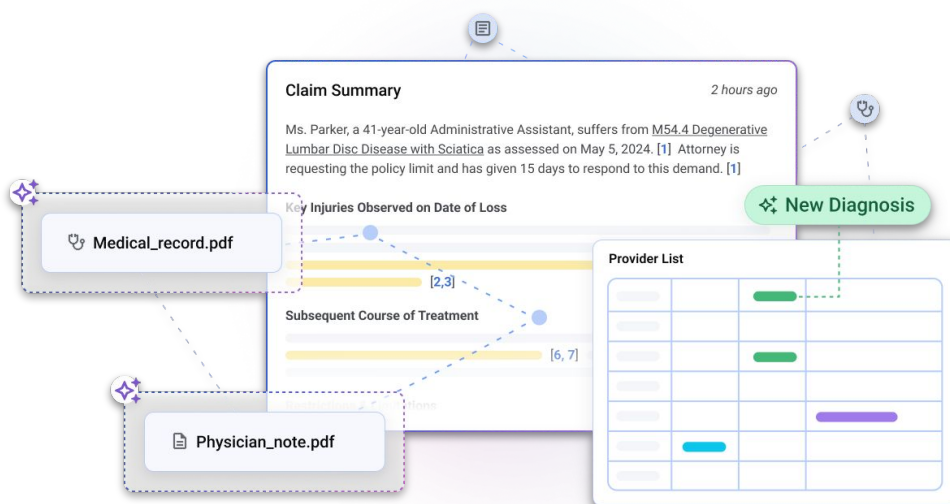 Claim Summary
2 hours ago
Ms. Parker, a 41-year-old Administrative Assistant, suffers from M54.4 Degenerative
Lumbar Disc Disease with Sciatica as assessed on May 5, 2024. [1] Attorney is
requesting the policy limit and has given 15 days to respond to this demand. [1]
New Diagnosis
Key Injuries Observed on Date of Loss
Medical_record.pdf
Provider List
[2,3]
Subsequent Course of Treatment
[6, 7]
Physician_note.pdf